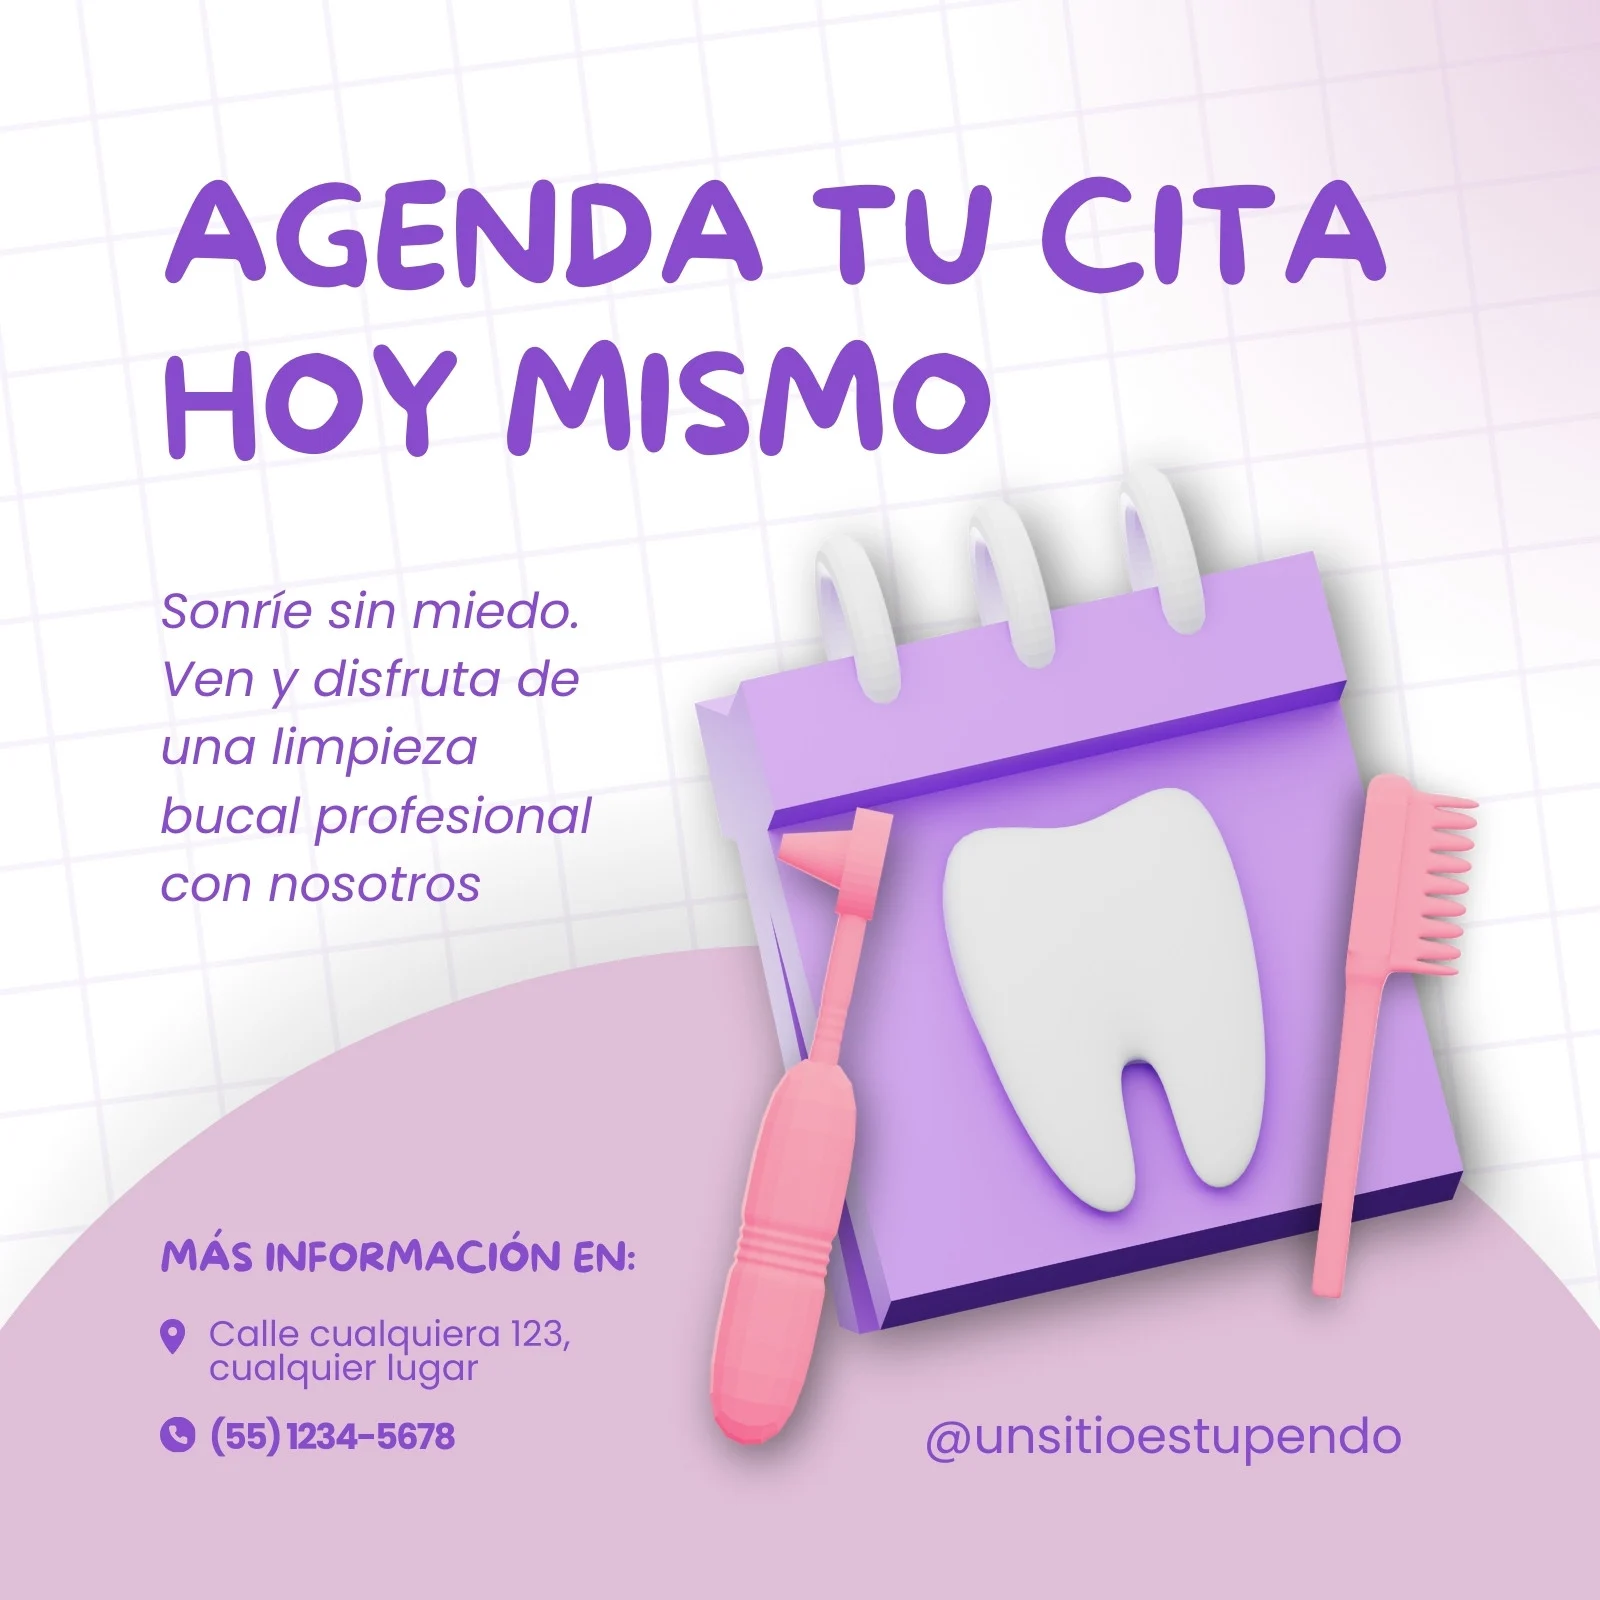 AGENDA TU CITA
HOY MISMO
Sonríe sin miedo.
Ven y disfruta de
una limpieza
bucal profesional
con nosotros
MÁS INFORMACIÓN EN:
Calle cualquiera 123,
cualquier lugar
(55) 1234-5678
@unsitioestupendo